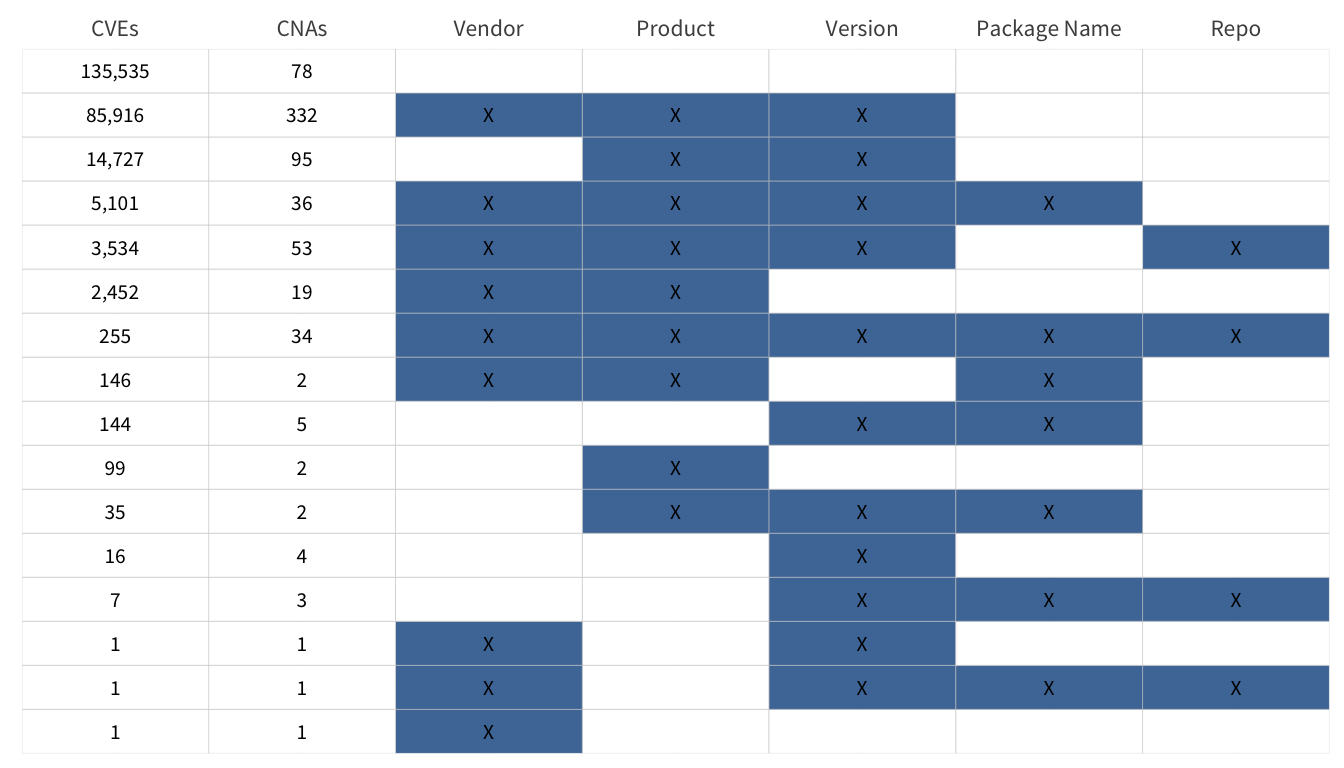 CVEs CNAs Vendor Product Version Package Name Repo
135,535 78
85,916 332 X X X
14,727 95 X X
5,101 36 X X X X
3,534 53 X X X X
2,452 19 X X
255 34 X X X X X
146 2 X X X
144 5 X X
99 2 X
35 2 X X X
16 4 X
7 3 X X X
1 1 X X
1 1 X X X X
1 1 X